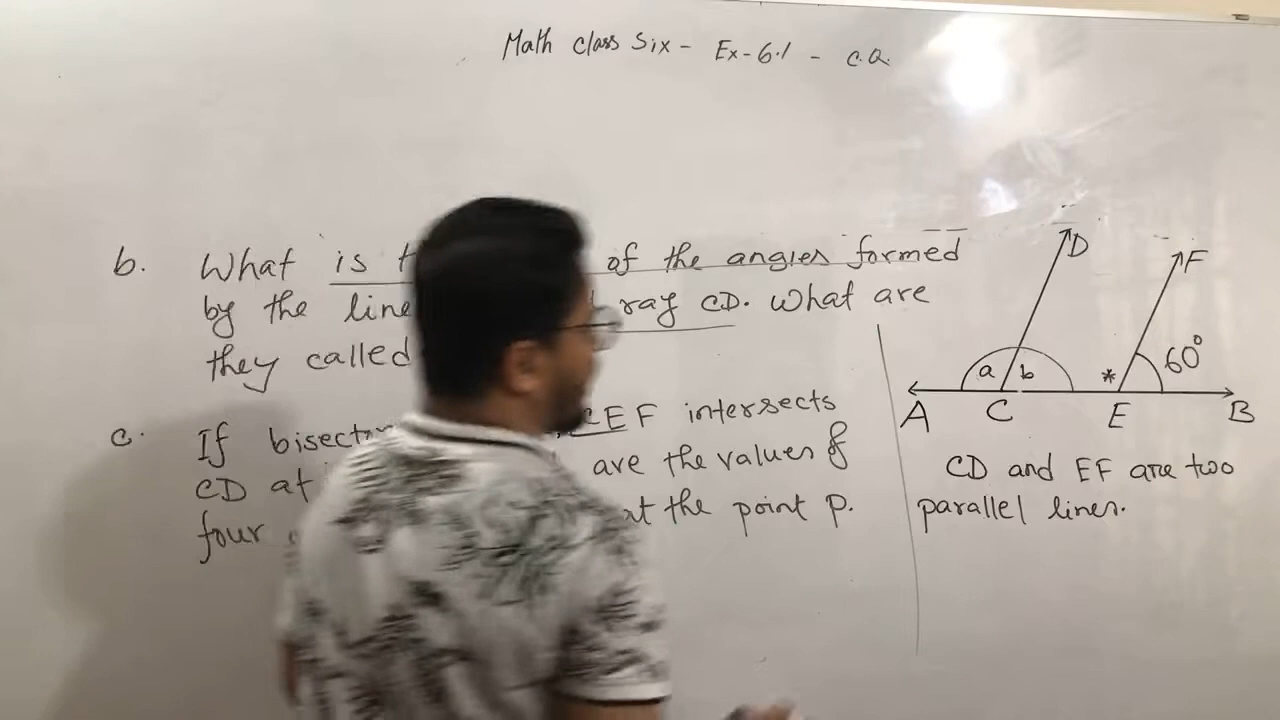 Math class Six - Ex-6.1 - C.Q.
b. What is of the angles formed
by the line ray CD. What are
they called
c. If CEF intersects
CD at are the values of
four at the point P.
D
F
a b * 60°
A C E B
CD and EF are two
parallel lines.